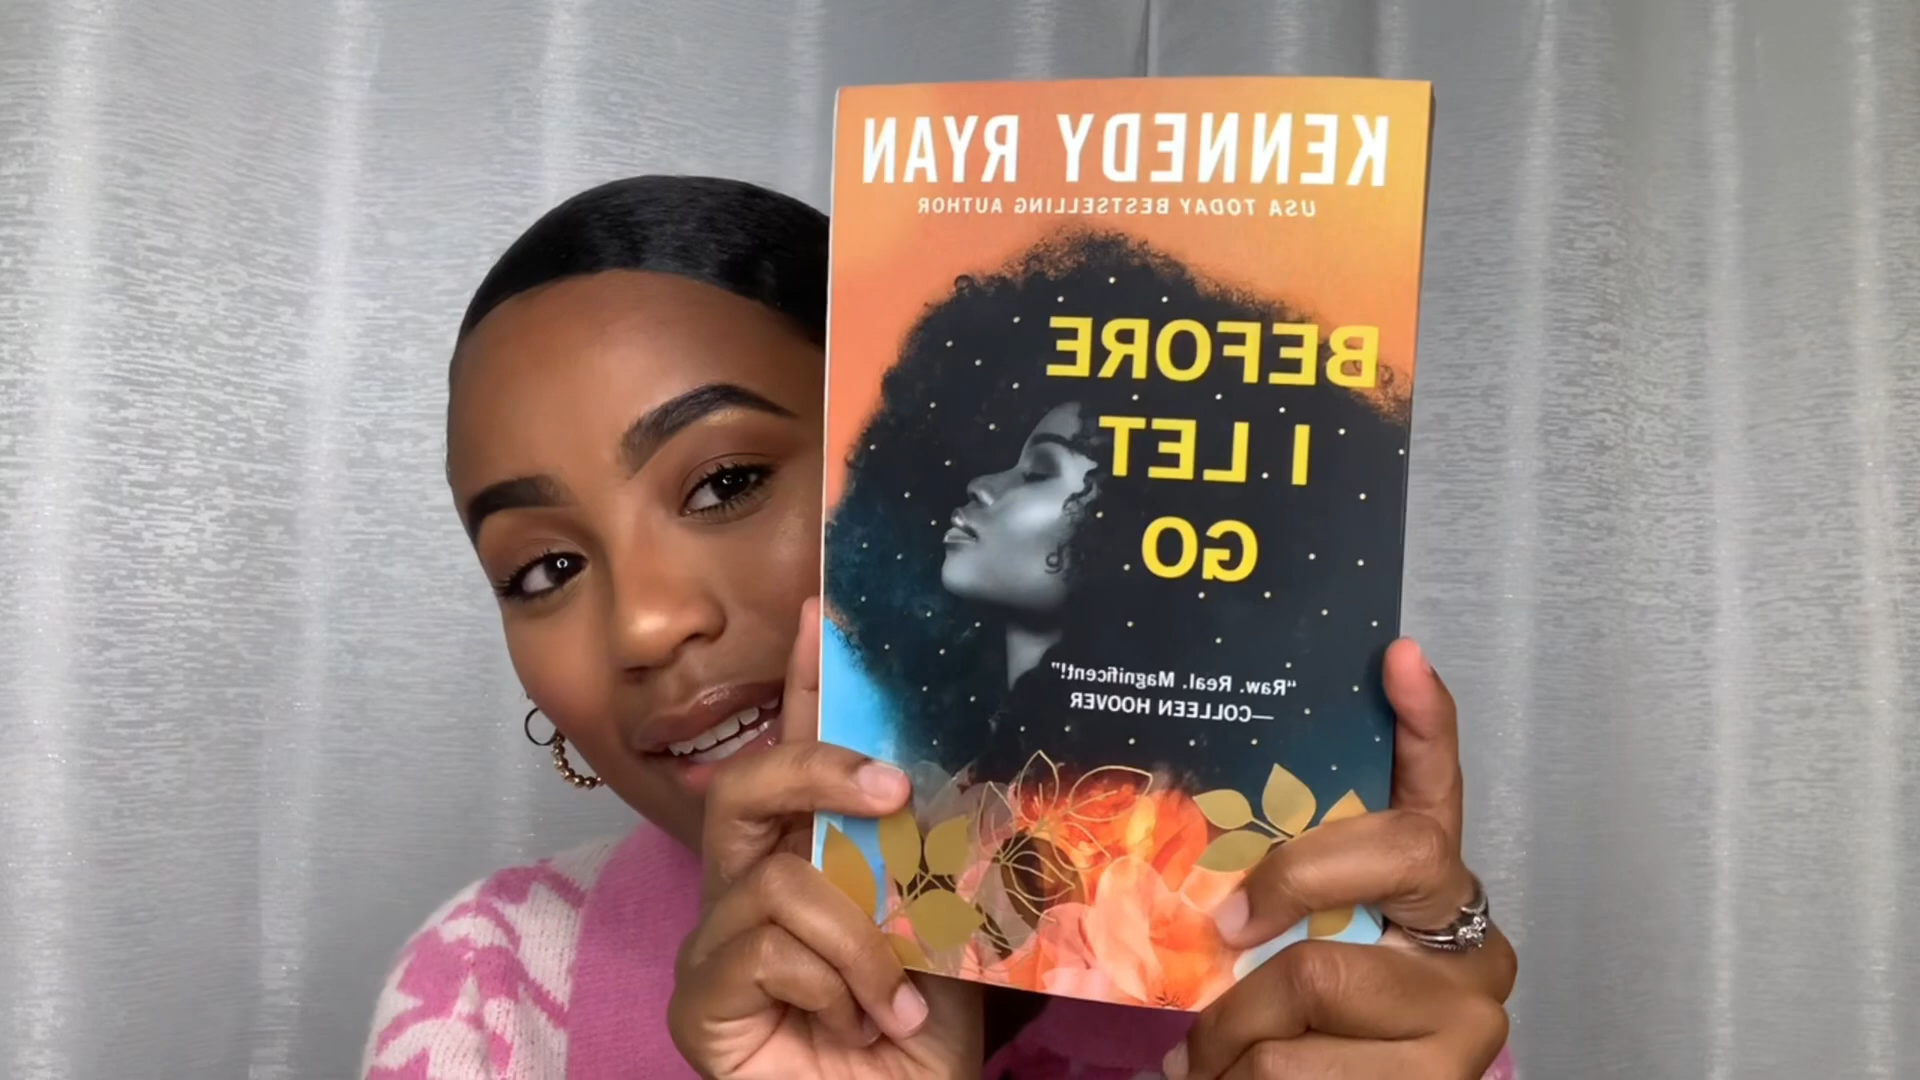 KENNEDY RYAN
USA TODAY BESTSELLING AUTHOR
BEFORE
I LET
GO
“Raw. Real. Magnificent!”
—COLLEEN HOOVER